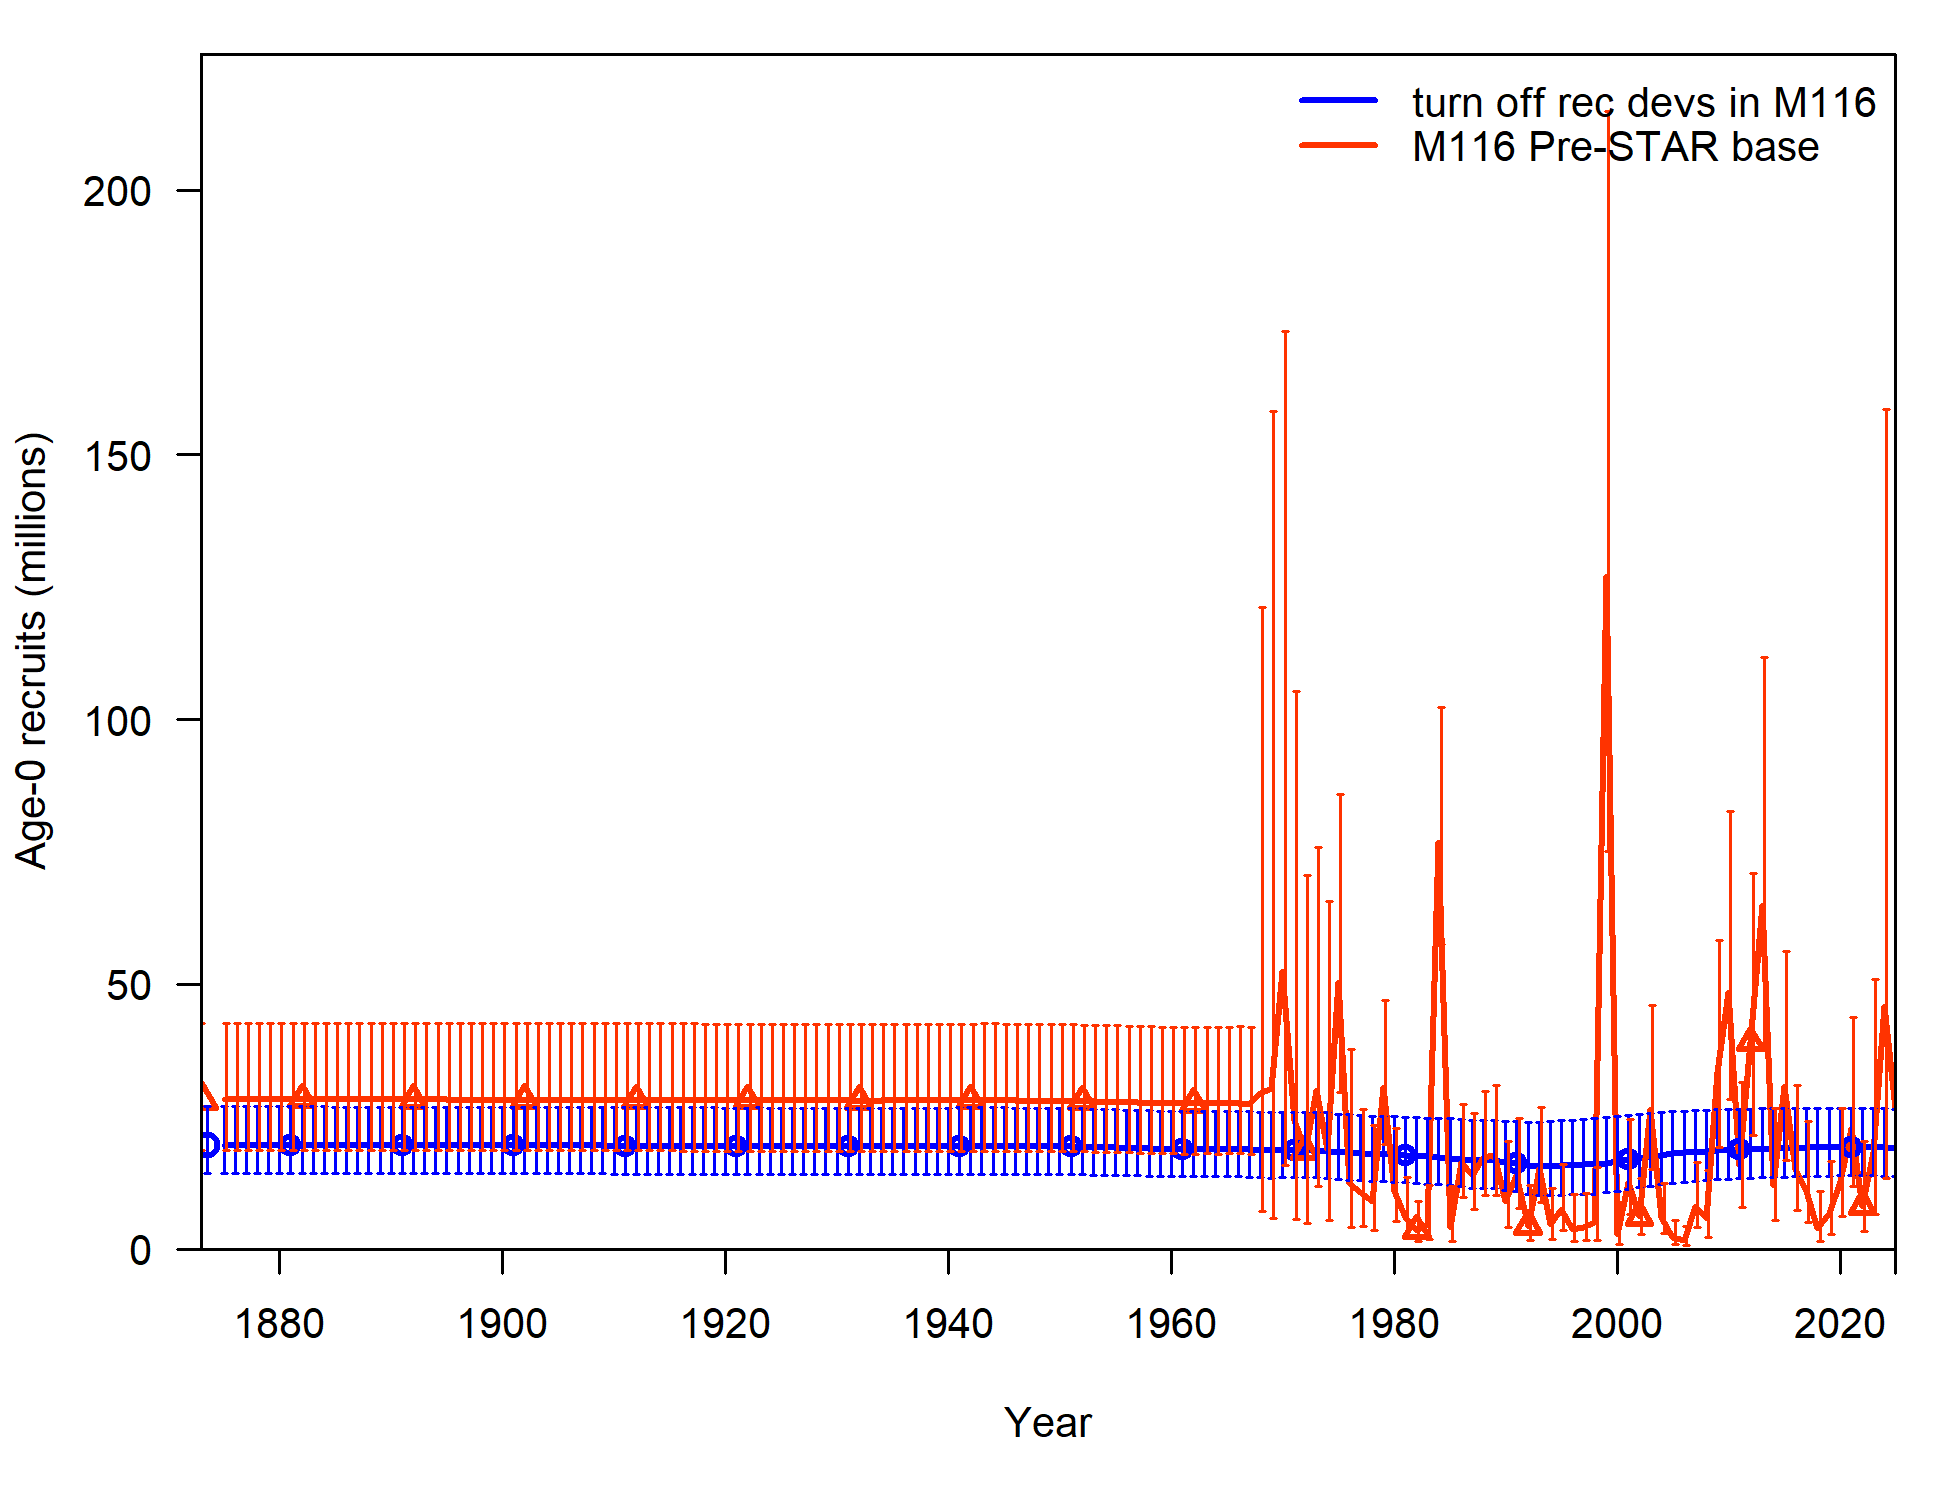 turn off rec devs in M116
M116 Pre-STAR base
200
150
100
50
0
Age-0 recruits (millions)
1880 1900 1920 1940 1960 1980 2000 2020
Year